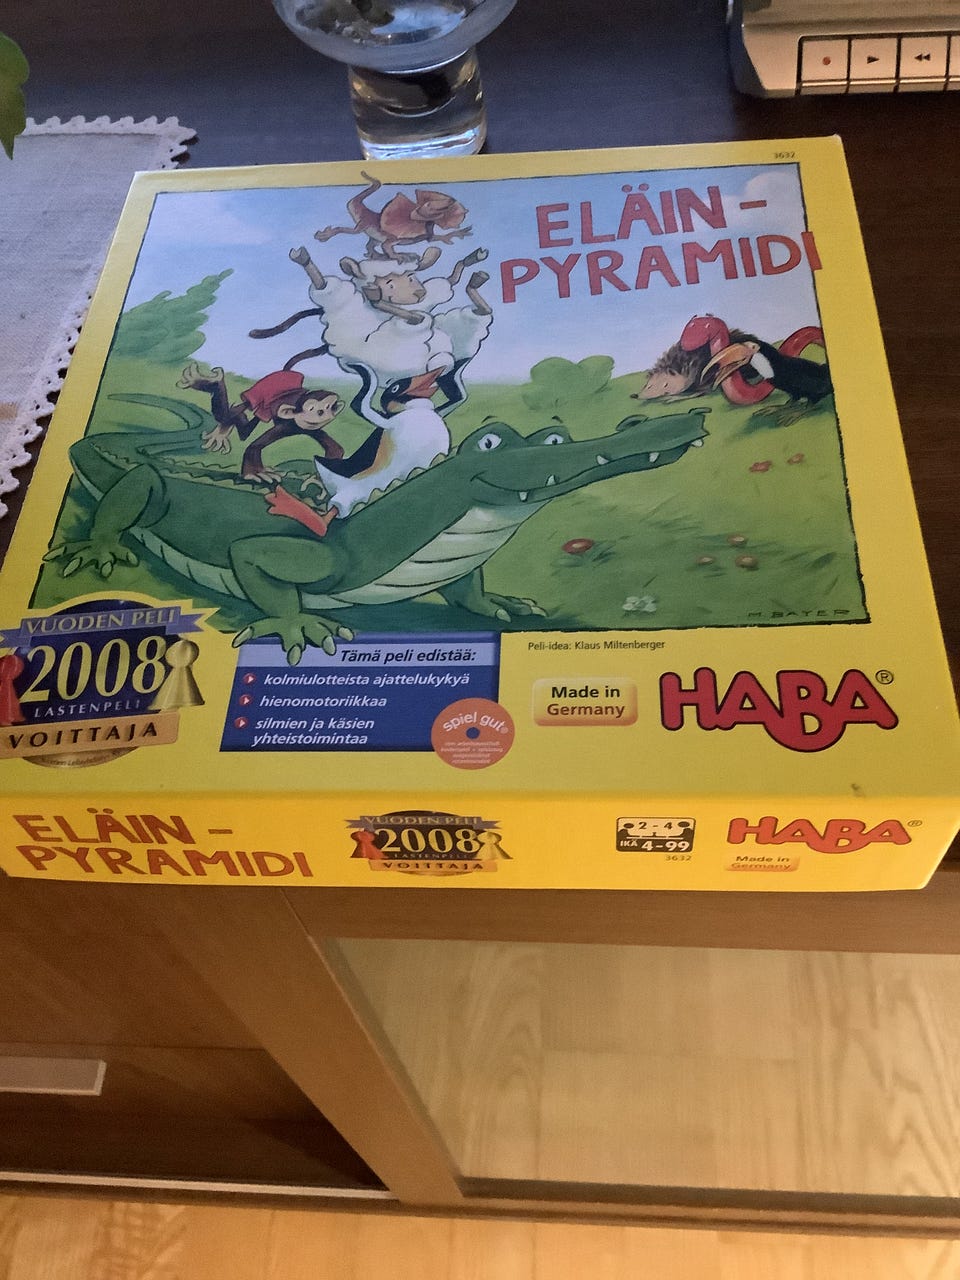 3632
ELÄIN-
PYRAMIDI
M. BAYER
VUODEN PELI
2008
LASTENPELI
VOITTAJA
Tämä peli edistää:
kolmiulotteista ajattelukykyä
hienomotoriikkaa
silmien ja käsien
yhteistoimintaa
spiel gut®
Peli-idea: Klaus Miltenberger
Made in
Germany
HABA®
ELÄIN-
PYRAMIDI
VUODEN PELI
2008
LASTENPELI
VOITTAJA
2-4
IKÄ 4-99
3632
HABA®
Made in
Germany